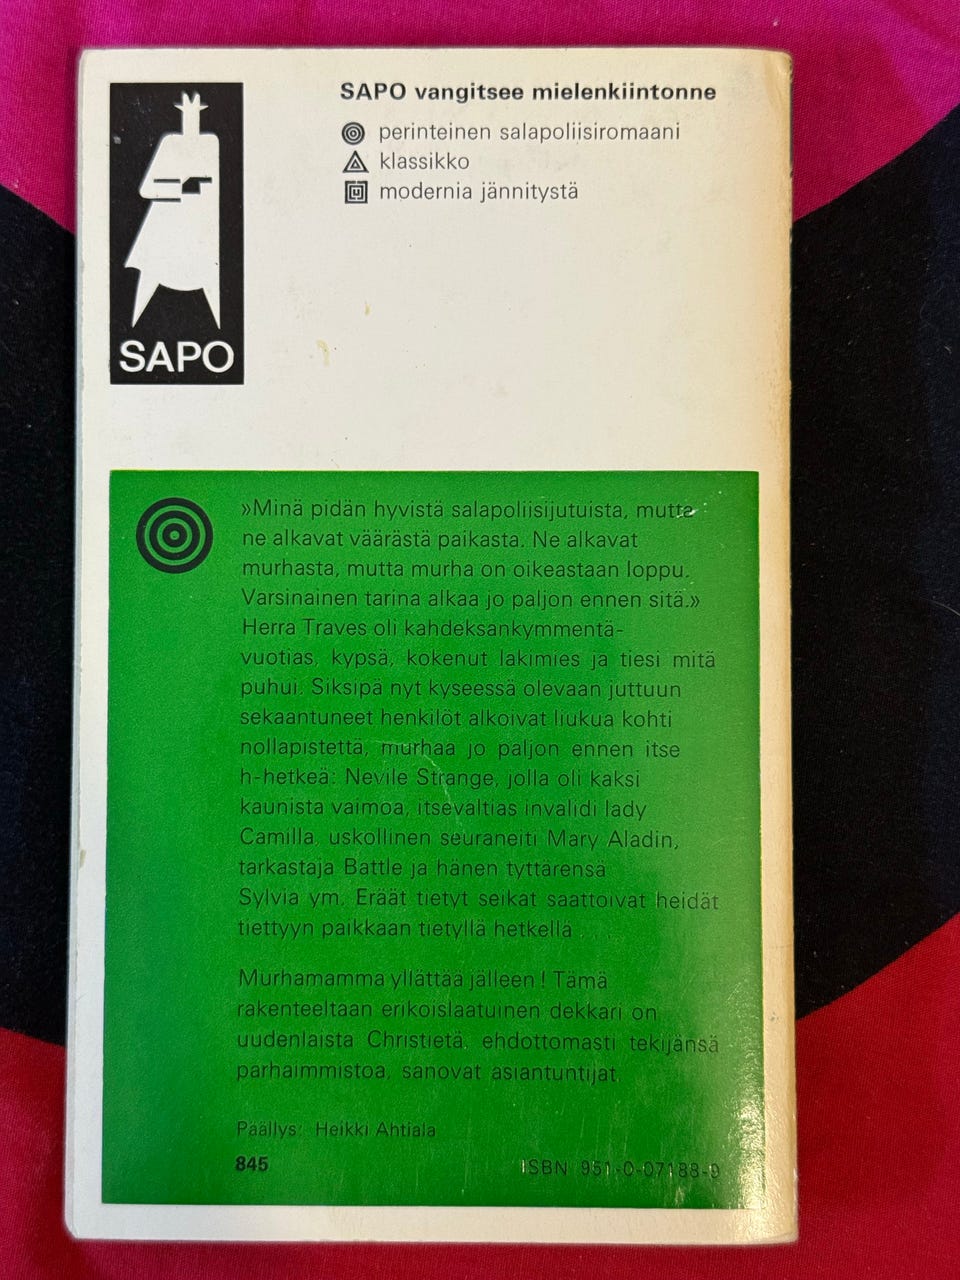 SAPO
SAPO vangitsee mielenkiintonne
perinteinen salapoliisiromaani
klassikko
modernia jännitystä
»Minä pidän hyvistä salapoliisijutuista, mutta
ne alkavat väärästä paikasta. Ne alkavat
murhasta, mutta murha on oikeastaan loppu.
Varsinainen tarina alkaa jo paljon ennen sitä.»
Herra Traves oli kahdeksankymmentä-
vuotias, kypsä, kokenut lakimies ja tiesi mitä
puhui. Siksipä nyt kyseessä olevaan juttuun
sekaantuneet henkilöt alkoivat liukua kohti
nollapistettä, murhaa jo paljon ennen itse
h-hetkeä: Nevile Strange, jolla oli kaksi
kaunista vaimoa, itsevaltias invalidi lady
Camilla, uskollinen seuraneiti Mary Aladin,
tarkastaja Battle ja hänen tyttärensä
Sylvia ym. Eräät tietyt seikat saattoivat heidät
tiettyyn paikkaan tietyllä hetkellä .
Murhamamma yllättää jälleen! Tämä
rakenteeltaan erikoislaatuinen dekkari on
uudenlaista Christietä, ehdottomasti tekijänsä
parhaimmistoa, sanovat asiantuntijat.
Päällys: Heikki Ahtiala
845
ISBN 951-0-07188-9